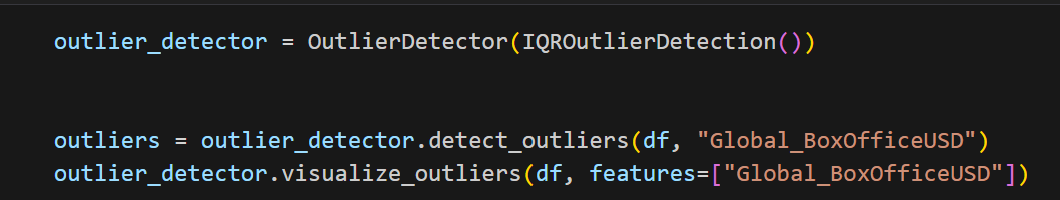 outlier_detector = OutlierDetector(IQROutlierDetection())
outliers = outlier_detector.detect_outliers(df, "Global_BoxOfficeUSD")
outlier_detector.visualize_outliers(df, features=["Global_BoxOfficeUSD"])